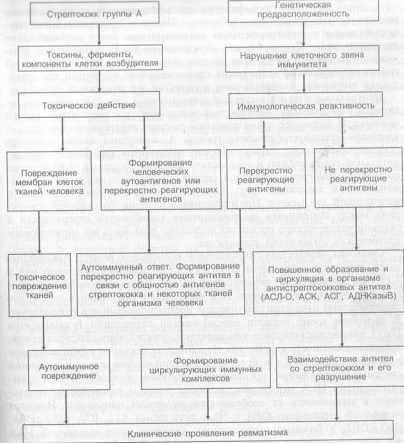 Стрептококк группы А
Генетическая
предрасположенность
Токсины, ферменты,
компоненты клетки возбудителя
Нарушение клеточного звена
иммунитета
Токсическое действие
Иммунологическая реактивность
Повреждение
мембран клеток
тканей человека
Формирование
человеческих
аутоантигенов или
перекрестно реагирующих
антигенов
Перекрестно
реагирующие
антигены
Не перекрестно
реагирующие
антигены
Токсическое
повреждение
тканей
Аутоиммунный ответ. Формирование
перекрестно реагирующих антител в
связи с общностью антигенов
стрептококка и некоторых тканей
организма человека
Повышенное образование и
циркуляция в организме
антистрептококковых антител
(АСЛ-О, АСК, АСГ, АДНКазыВ)
Аутоиммунное
повреждение
Формирование
циркулирующих иммунных
комплексов
Взаимодействие антител
со стрептококком и его
разрушение
Клинические проявления ревматизма